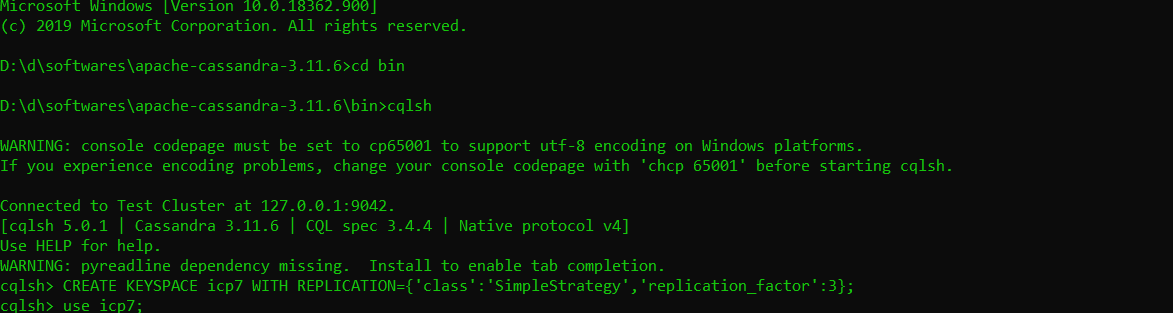 Microsoft Windows [Version 10.0.18362.900]
(c) 2019 Microsoft Corporation. All rights reserved.
D:\d\softwares\apache-cassandra-3.11.6>cd bin
D:\d\softwares\apache-cassandra-3.11.6\bin>cqlsh
WARNING: console codepage must be set to cp65001 to support utf-8 encoding on Windows platforms.
If you experience encoding problems, change your console codepage with 'chcp 65001' before starting cqlsh.
Connected to Test Cluster at 127.0.0.1:9042.
[cqlsh 5.0.1 | Cassandra 3.11.6 | CQL spec 3.4.4 | Native protocol v4]
Use HELP for help.
WARNING: pyreadline dependency missing.  Install to enable tab completion.
cqlsh> CREATE KEYSPACE icp7 WITH REPLICATION={'class':'SimpleStrategy','replication_factor':3};
cqlsh> use icp7;